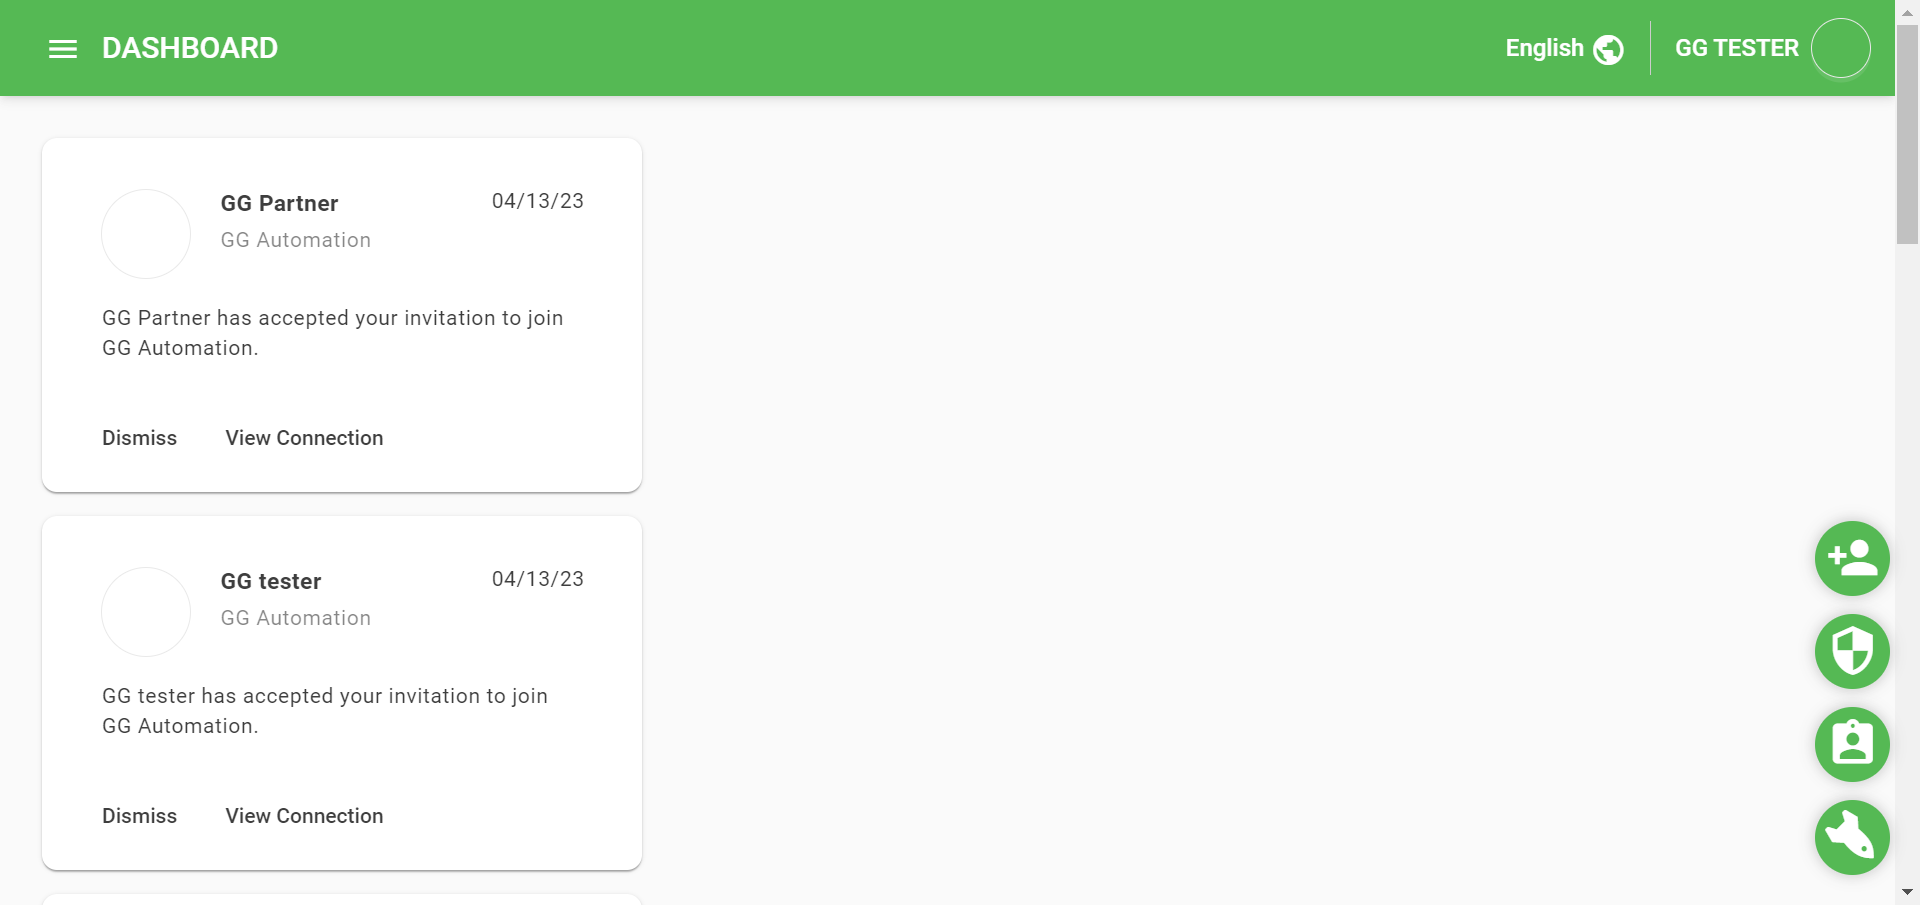 DASHBOARD
English
GG TESTER
GG Partner
04/13/23
GG Automation
GG Partner has accepted your invitation to join
GG Automation.
Dismiss
View Connection
GG tester
04/13/23
GG Automation
GG tester has accepted your invitation to join
GG Automation.
Dismiss
View Connection